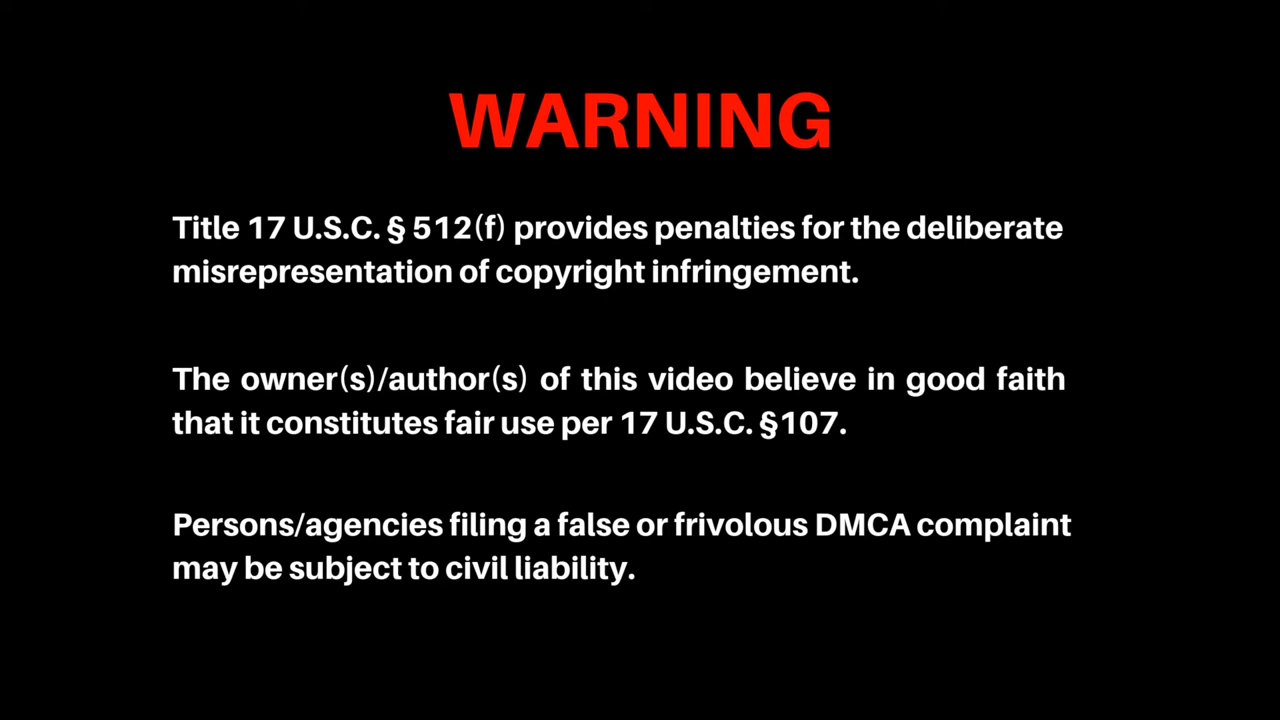 WARNING
Title 17 U.S.C. § 512(f) provides penalties for the deliberate
misrepresentation of copyright infringement.
The owner(s)/author(s) of this video believe in good faith
that it constitutes fair use per 17 U.S.C. §107.
Persons/agencies filing a false or frivolous DMCA complaint
may be subject to civil liability.